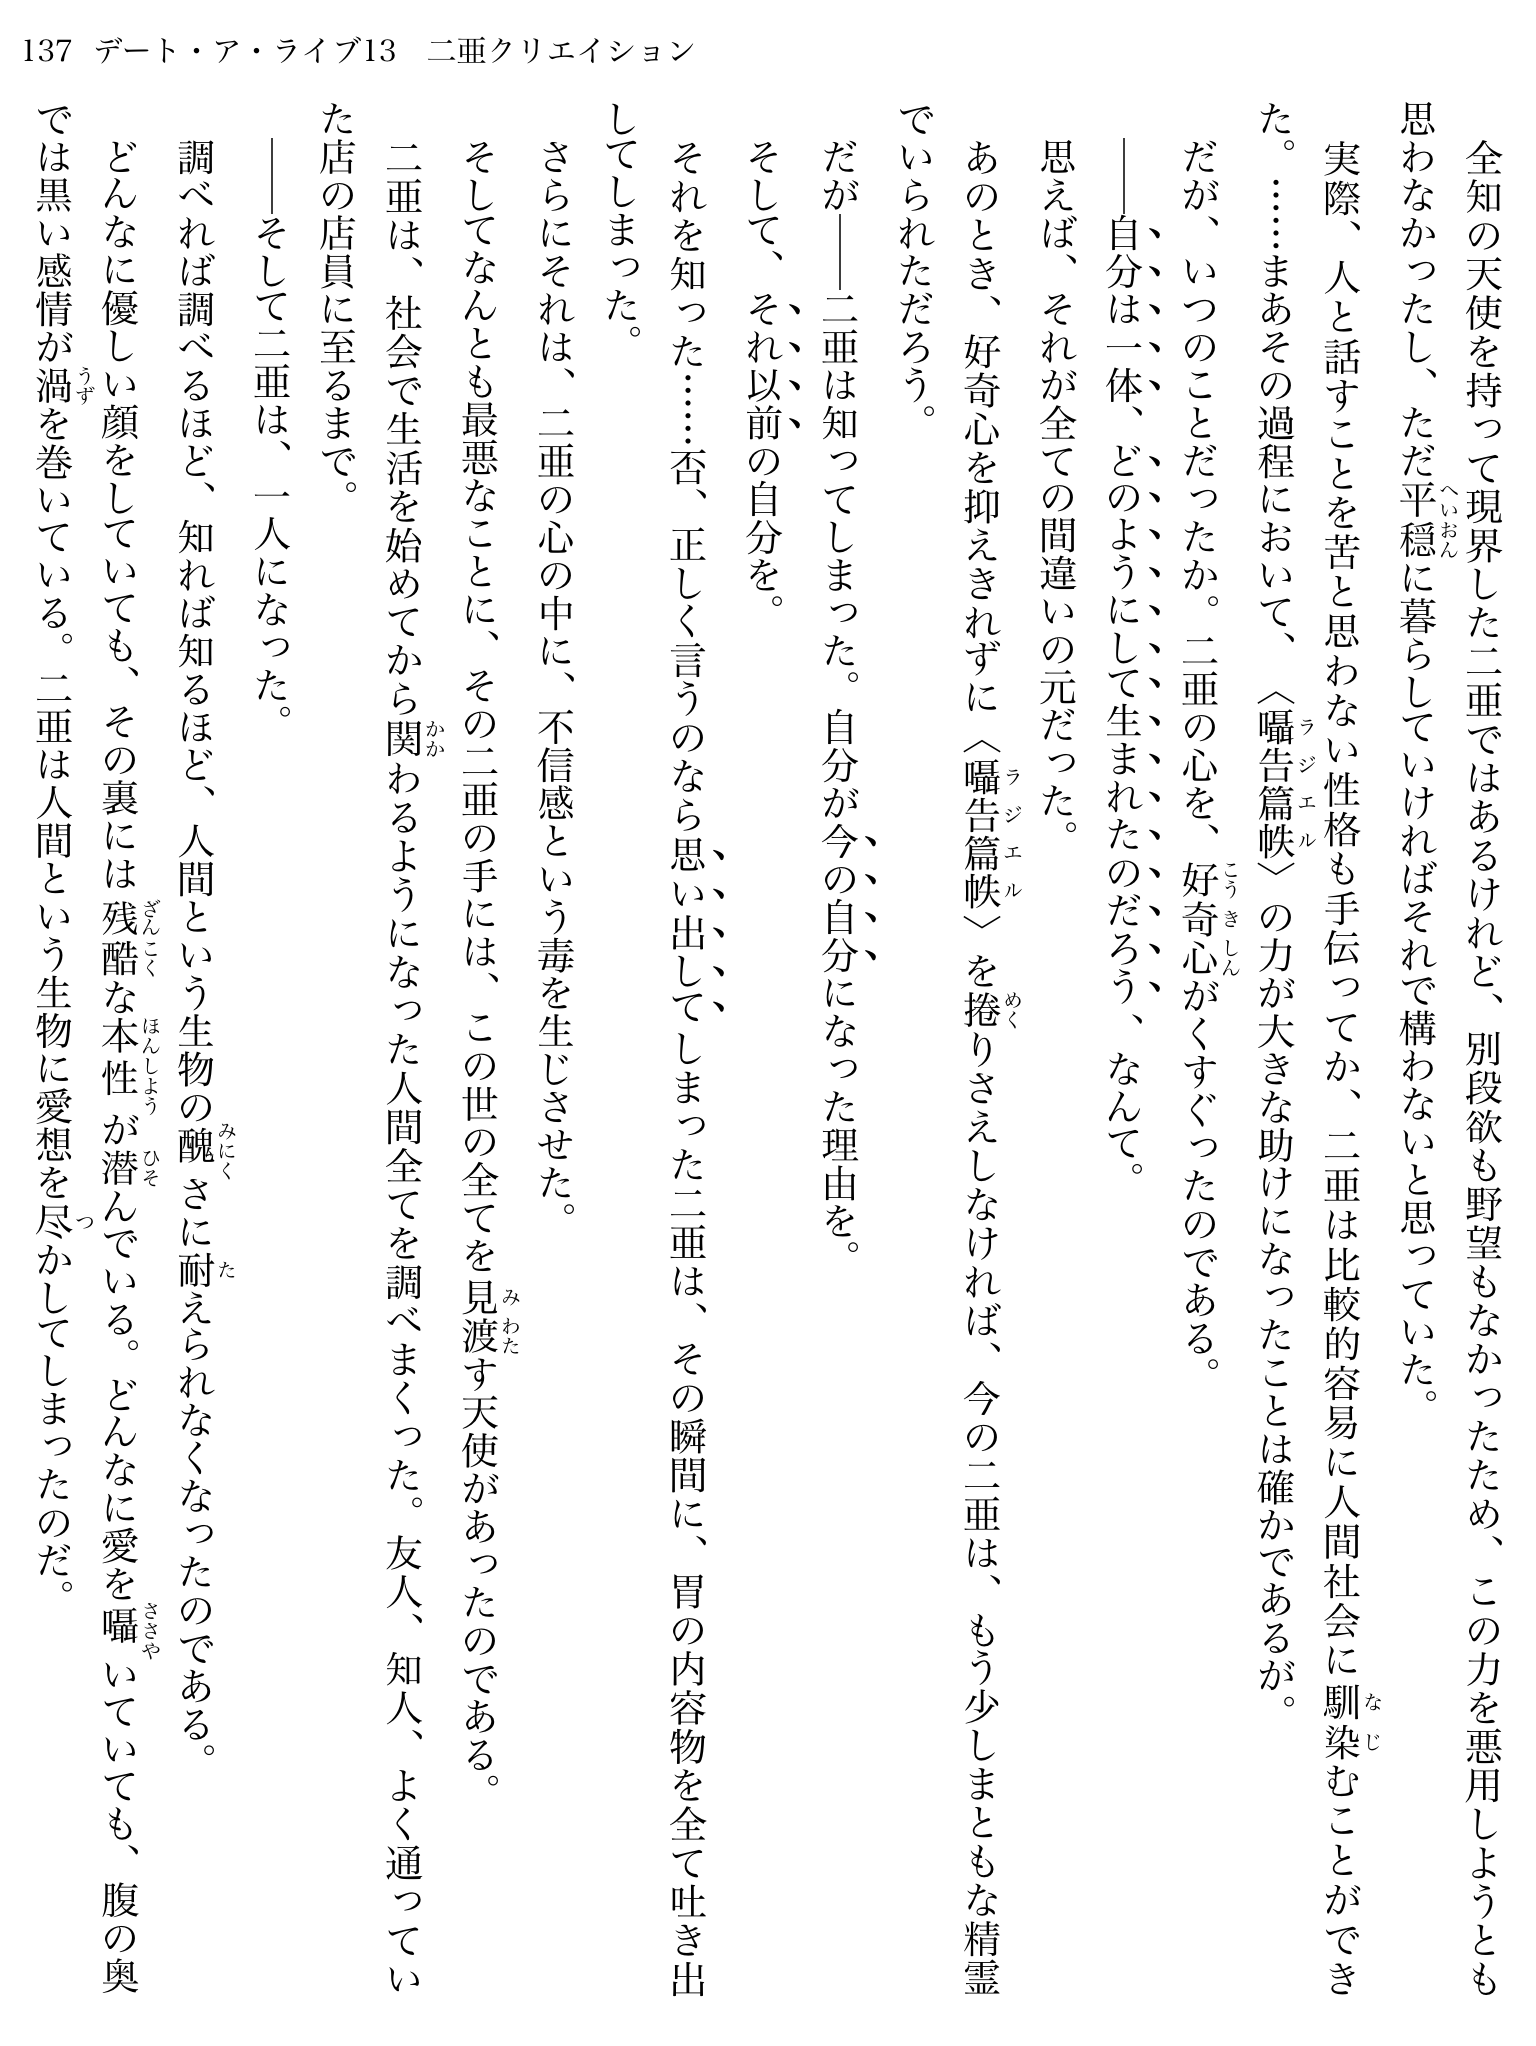 137 デート・ア・ライブ13　二亜クリエイション
　全知の天使を持って現界した二亜ではあるけれど、別段欲も野望もなかったため、この力を悪用しようとも
思わなかったし、ただ平穏に暮らしていければそれで構わないと思っていた。
　実際、人と話すことを苦と思わない性格も手伝ってか、二亜は比較的容易に人間社会に馴染むことができ
た。……まあその過程において、〈囁告篇帙〉の力が大きな助けになったことは確かであるが。
　だが、いつのことだったか。二亜の心を、好奇心がくすぐったのである。
　――自分は一体、どのようにして生まれたのだろう、なんて。
　思えば、それが全ての間違いの元だった。
　あのとき、好奇心を抑えきれずに〈囁告篇帙〉を捲りさえしなければ、今の二亜は、もう少しまともな精霊
でいられただろう。
　だが――二亜は知ってしまった。自分が今の自分になった理由を。
　そして、それ以前の自分を。
　それを知った……否、正しく言うのなら思い出してしまった二亜は、その瞬間に、胃の内容物を全て吐き出
してしまった。
　さらにそれは、二亜の心の中に、不信感という毒を生じさせた。
　そしてなんとも最悪なことに、その二亜の手には、この世の全てを見渡す天使があったのである。
　二亜は、社会で生活を始めてから関わるようになった人間全てを調べまくった。友人、知人、よく通ってい
た店の店員に至るまで。
　――そして二亜は、一人になった。
　調べれば調べるほど、知れば知るほど、人間という生物の醜さに耐えられなくなったのである。
　どんなに優しい顔をしていても、その裏には残酷な本性が潜んでいる。どんなに愛を囁いていても、腹の奥
では黒い感情が渦を巻いている。二亜は人間という生物に愛想を尽かしてしまったのだ。